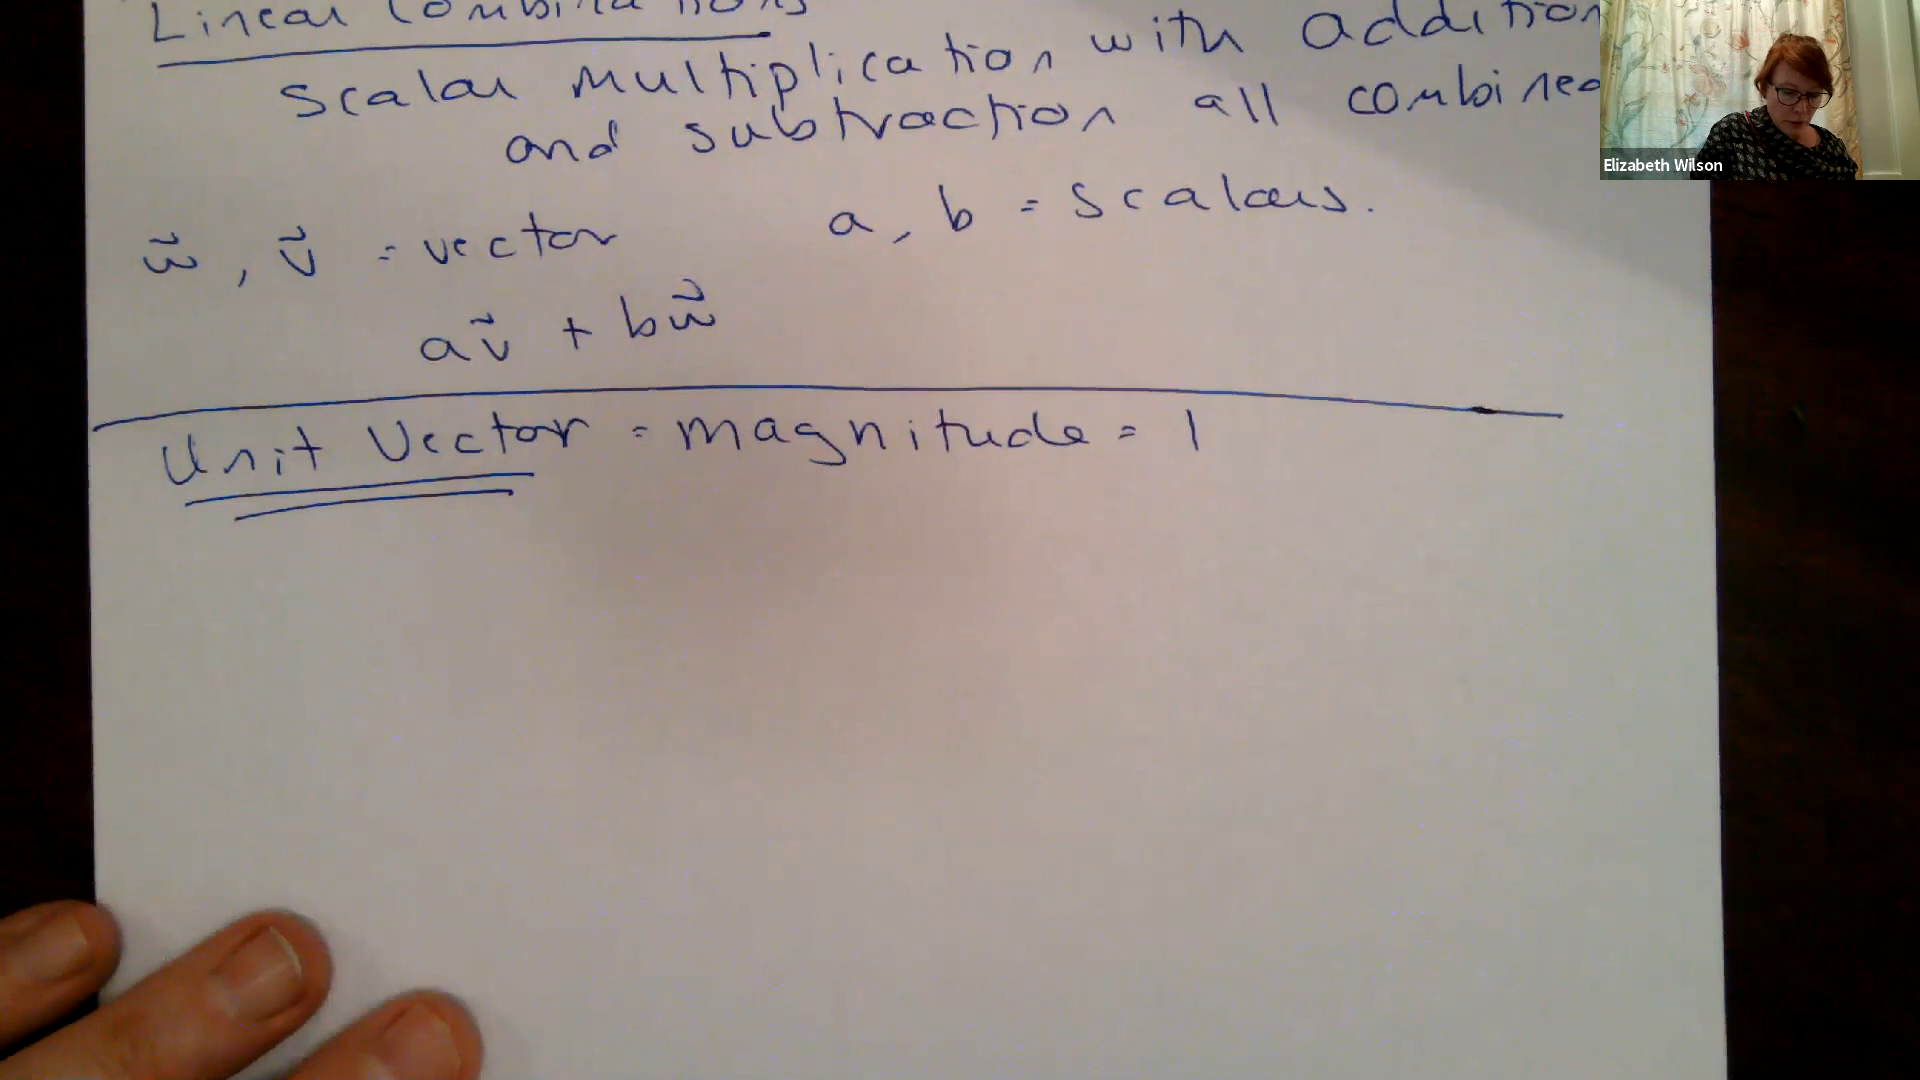 Linear Combinations
Scalar Multiplication with addition
and subtraction all combined
w⃗, v⃗ = vector a, b = scalars.
av⃗ + bw⃗
Unit Vector = magnitude = 1
Elizabeth Wilson